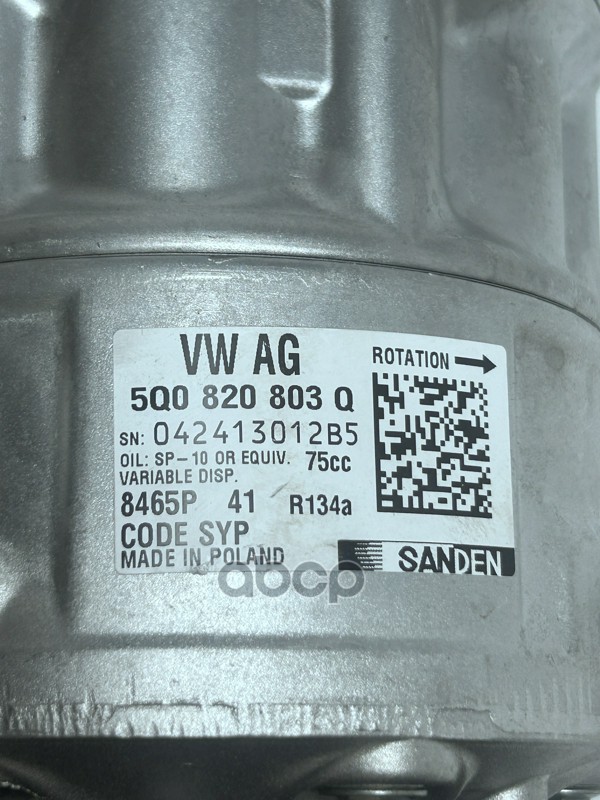 VW AG
ROTATION
5Q0 820 803 Q
SN: 042413012B5
OIL: SP-10 OR EQUIV. 75cc
VARIABLE DISP.
8465P 41 R134a
CODE SYP
MADE IN POLAND
SANDEN
abcp